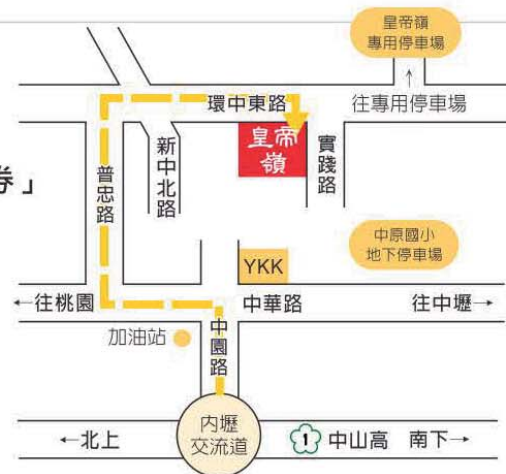 皇帝嶺
專用停車場
↑
環中東路
往專用停車場
皇帝
嶺
券」
普忠路
新中北路
實踐路
中原國小
地下停車場
YKK
←往桃園
中華路
往中壢→
加油站
中園路
內壢
交流道
←北上
1
中山高
南下→